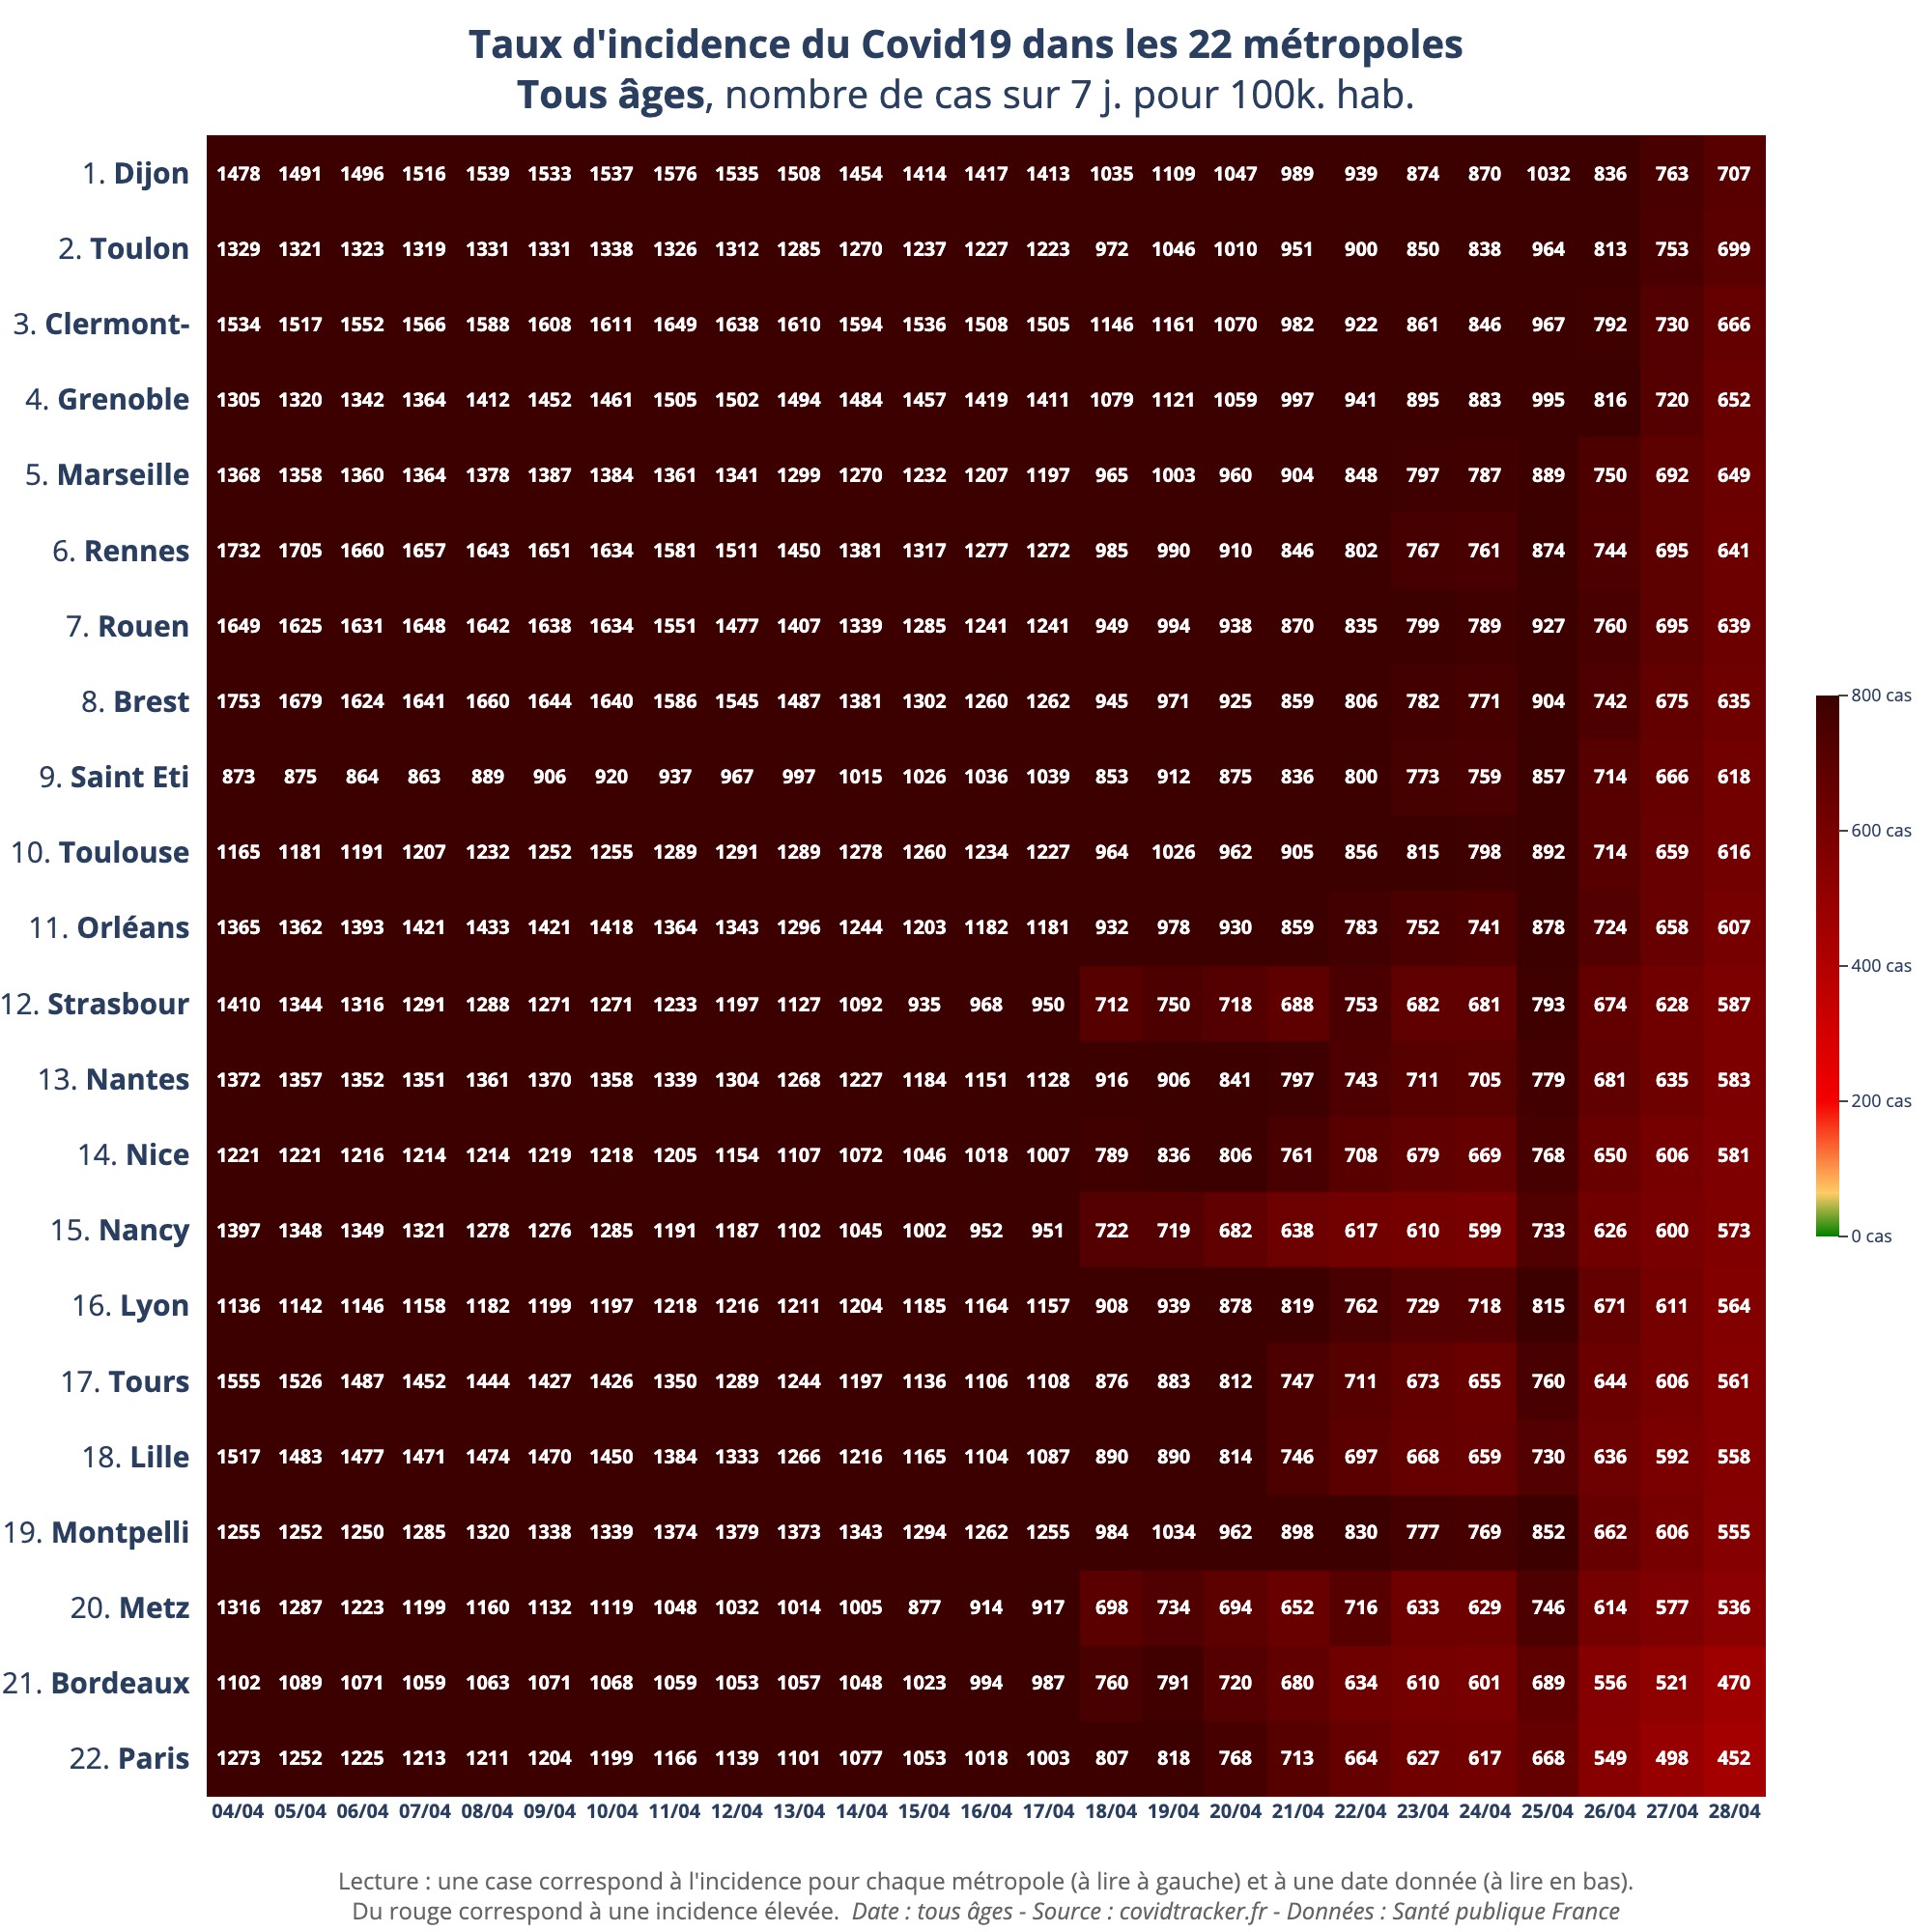 Taux d'incidence du Covid19 dans les 22 métropoles
Tous âges, nombre de cas sur 7 j. pour 100k. hab.
1. Dijon 1478 1491 1496 1516 1539 1533 1537 1576 1535 1508 1454 1414 1417 1413 1035 1109 1047 989 939 874 870 1032 836 763 707
2. Toulon 1329 1321 1323 1319 1331 1331 1338 1326 1312 1285 1270 1237 1227 1223 972 1046 1010 951 900 850 838 964 813 753 699
3. Clermont- 1534 1517 1552 1566 1588 1608 1611 1649 1638 1610 1594 1536 1508 1505 1146 1161 1070 982 922 861 846 967 792 730 666
4. Grenoble 1305 1320 1342 1364 1412 1452 1461 1505 1502 1494 1484 1457 1419 1411 1079 1121 1059 997 941 895 883 995 816 720 652
5. Marseille 1368 1358 1360 1364 1378 1387 1384 1361 1341 1299 1270 1232 1207 1197 965 1003 960 904 848 797 787 889 750 692 649
6. Rennes 1732 1705 1660 1657 1643 1651 1634 1581 1511 1450 1381 1317 1277 1272 985 990 910 846 802 767 761 874 744 695 641
7. Rouen 1649 1625 1631 1648 1642 1638 1634 1551 1477 1407 1339 1285 1241 1241 949 994 938 870 835 799 789 927 760 695 639
8. Brest 1753 1679 1624 1641 1660 1644 1640 1586 1545 1487 1381 1302 1260 1262 945 971 925 859 806 782 771 904 742 675 635
800 cas
9. Saint Eti 873 875 864 863 889 906 920 937 967 997 1015 1026 1036 1039 853 912 875 836 800 773 759 857 714 666 618
600 cas
10. Toulouse 1165 1181 1191 1207 1232 1252 1255 1289 1291 1289 1278 1260 1234 1227 964 1026 962 905 856 815 798 892 714 659 616
11. Orléans 1365 1362 1393 1421 1433 1421 1418 1364 1343 1296 1244 1203 1182 1181 932 978 930 859 783 752 741 878 724 658 607
400 cas
12. Strasbour 1410 1344 1316 1291 1288 1271 1271 1233 1197 1127 1092 935 968 950 712 750 718 688 753 682 681 793 674 628 587
13. Nantes 1372 1357 1352 1351 1361 1370 1358 1339 1304 1268 1227 1184 1151 1128 916 906 841 797 743 711 705 779 681 635 583
200 cas
14. Nice 1221 1221 1216 1214 1214 1219 1218 1205 1154 1107 1072 1046 1018 1007 789 836 806 761 708 679 669 768 650 606 581
15. Nancy 1397 1348 1349 1321 1278 1276 1285 1191 1187 1102 1045 1002 952 951 722 719 682 638 617 610 599 733 626 600 573
0 cas
16. Lyon 1136 1142 1146 1158 1182 1199 1197 1218 1216 1211 1204 1185 1164 1157 908 939 878 819 762 729 718 815 671 611 564
17. Tours 1555 1526 1487 1452 1444 1427 1426 1350 1289 1244 1197 1136 1106 1108 876 883 812 747 711 673 655 760 644 606 561
18. Lille 1517 1483 1477 1471 1474 1470 1450 1384 1333 1266 1216 1165 1104 1087 890 890 814 746 697 668 659 730 636 592 558
19. Montpelli 1255 1252 1250 1285 1320 1338 1339 1374 1379 1373 1343 1294 1262 1255 984 1034 962 898 830 777 769 852 662 606 555
20. Metz 1316 1287 1223 1199 1160 1132 1119 1048 1032 1014 1005 877 914 917 698 734 694 652 716 633 629 746 614 577 536
21. Bordeaux 1102 1089 1071 1059 1063 1071 1068 1059 1053 1057 1048 1023 994 987 760 791 720 680 634 610 601 689 556 521 470
22. Paris 1273 1252 1225 1213 1211 1204 1199 1166 1139 1101 1077 1053 1018 1003 807 818 768 713 664 627 617 668 549 498 452
04/04 05/04 06/04 07/04 08/04 09/04 10/04 11/04 12/04 13/04 14/04 15/04 16/04 17/04 18/04 19/04 20/04 21/04 22/04 23/04 24/04 25/04 26/04 27/04 28/04
Lecture : une case correspond à l'incidence pour chaque métropole (à lire à gauche) et à une date donnée (à lire en bas).
Du rouge correspond à une incidence élevée. Date : tous âges - Source : covidtracker.fr - Données : Santé publique France